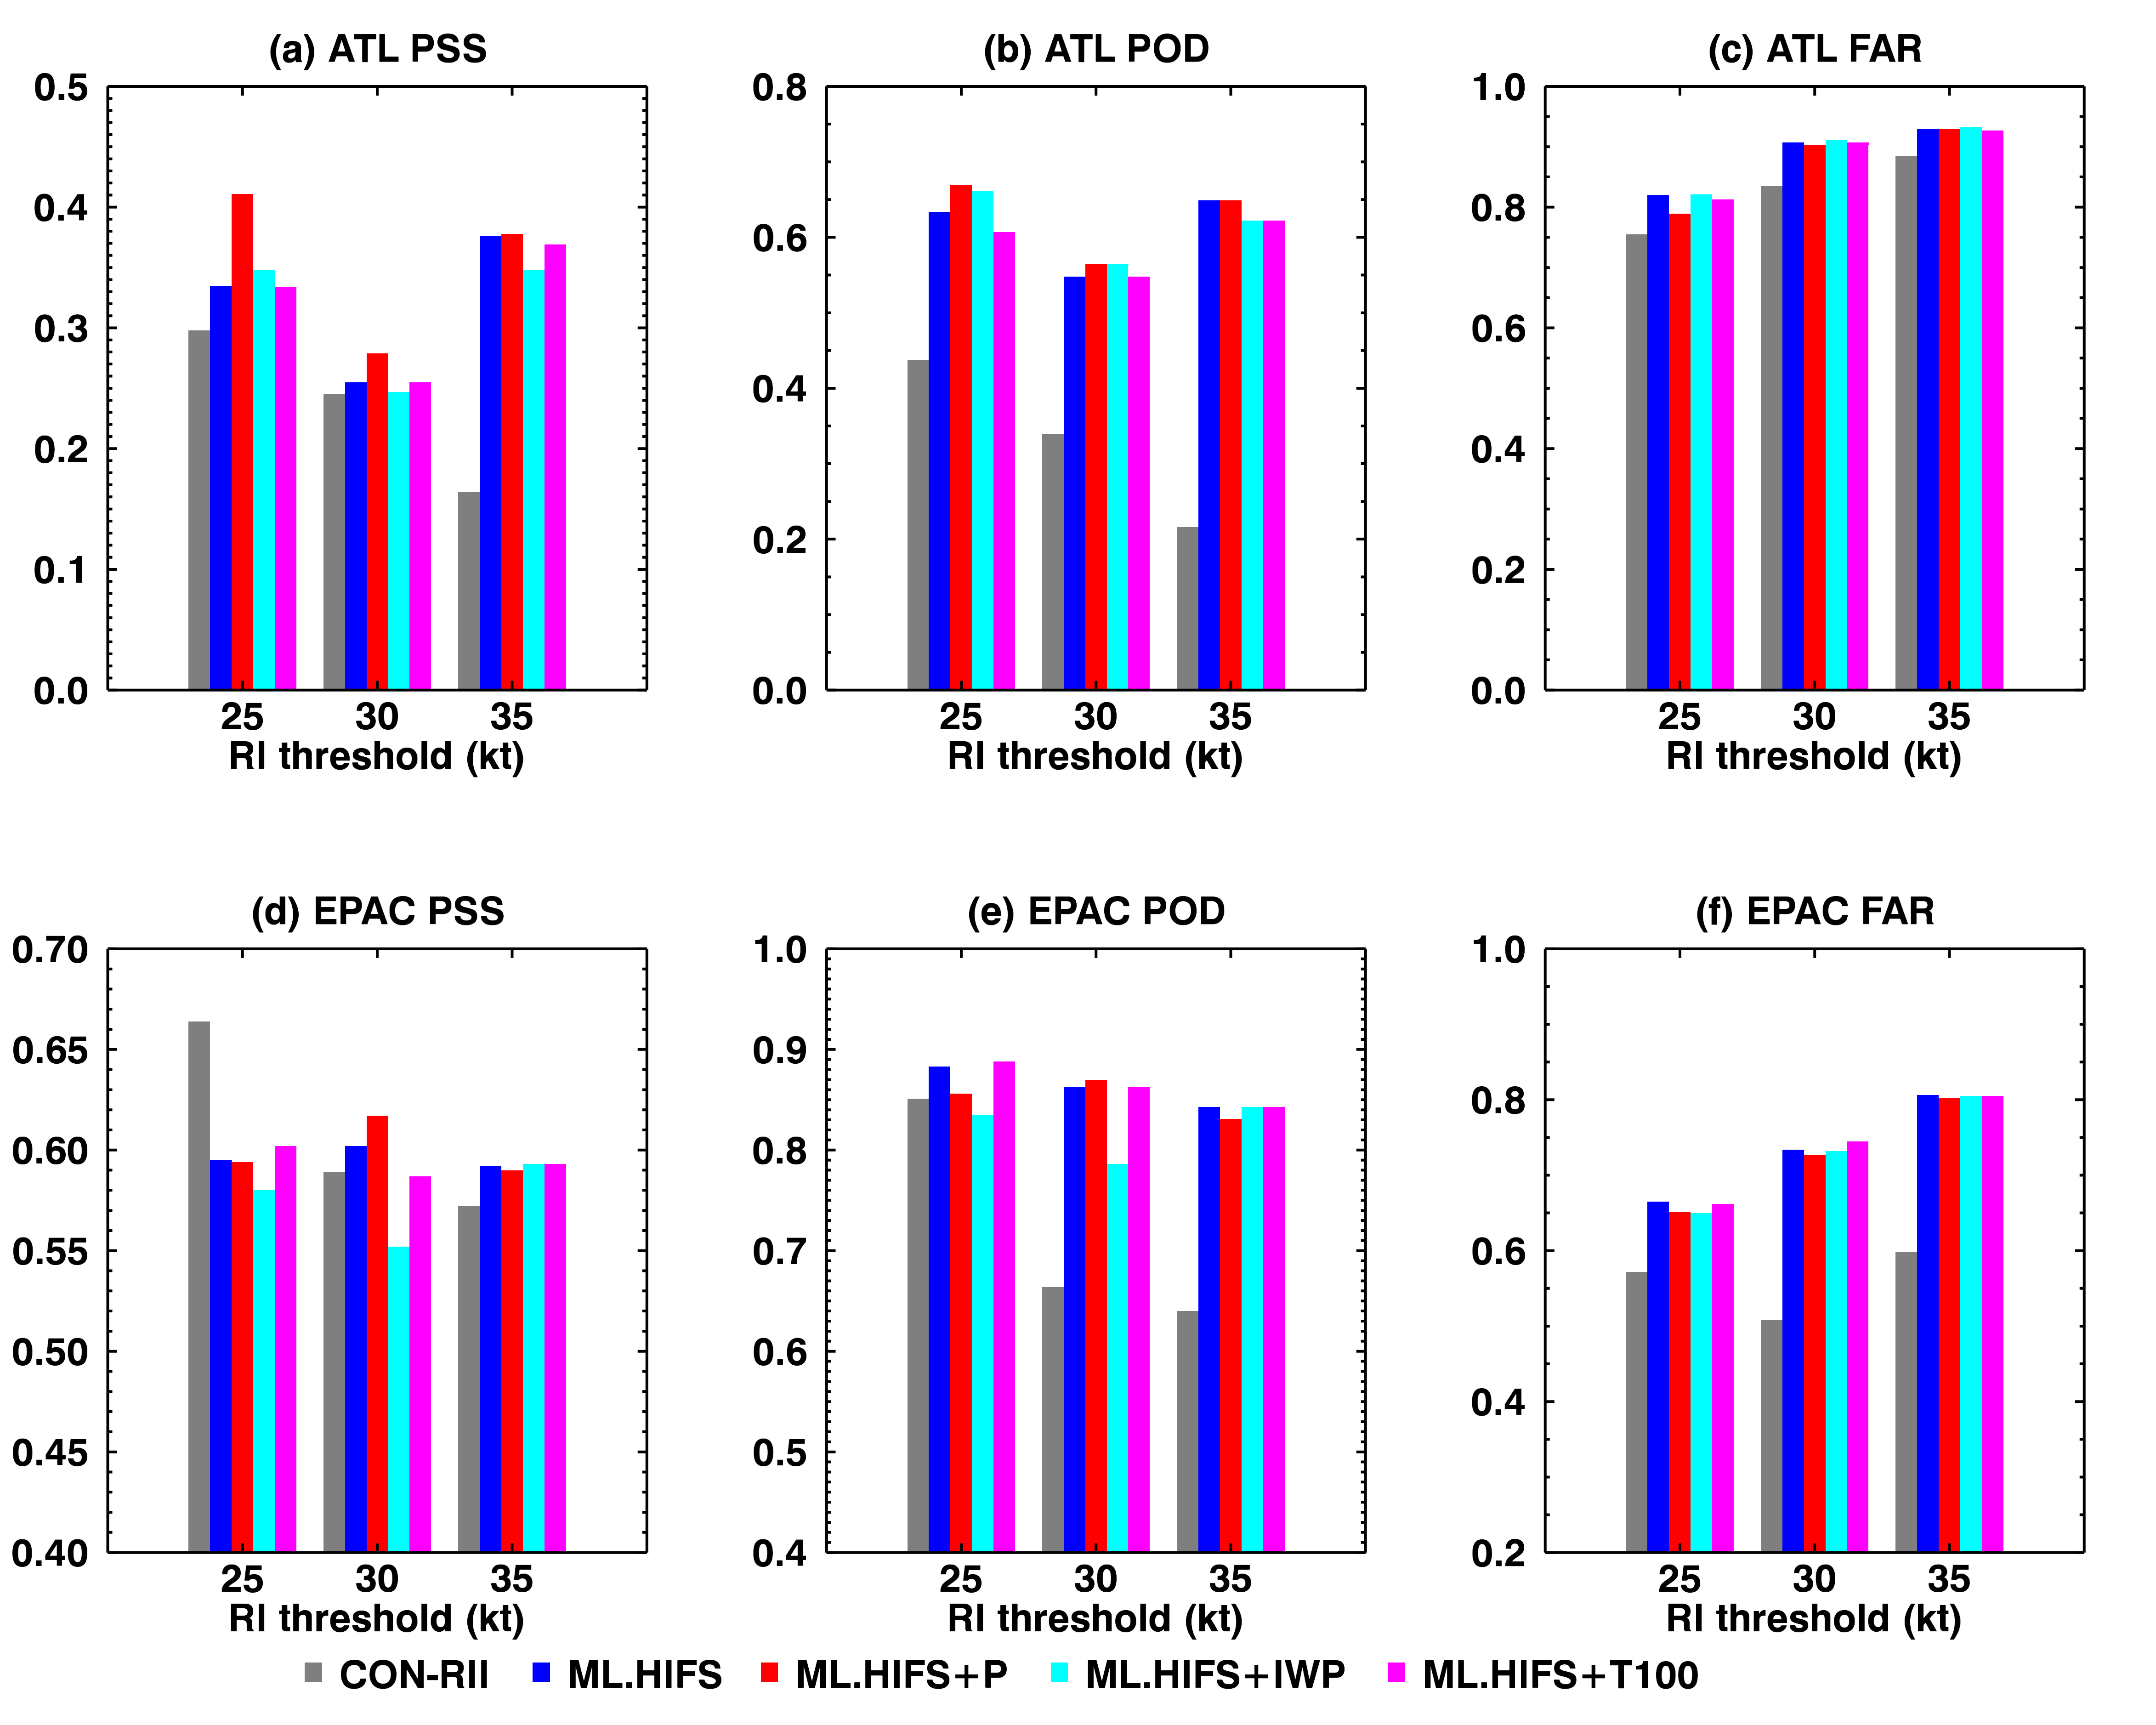 (a) ATL PSS
0.5
0.4
0.3
0.2
0.1
0.0
25 30 35
RI threshold (kt)
(b) ATL POD
0.8
0.6
0.4
0.2
0.0
25 30 35
RI threshold (kt)
(c) ATL FAR
1.0
0.8
0.6
0.4
0.2
0.0
25 30 35
RI threshold (kt)
(d) EPAC PSS
0.70
0.65
0.60
0.55
0.50
0.45
0.40
25 30 35
RI threshold (kt)
(e) EPAC POD
1.0
0.9
0.8
0.7
0.6
0.5
0.4
25 30 35
RI threshold (kt)
(f) EPAC FAR
1.0
0.8
0.6
0.4
0.2
25 30 35
RI threshold (kt)
CON-RII ML.HIFS ML.HIFS+P ML.HIFS+IWP ML.HIFS+T100